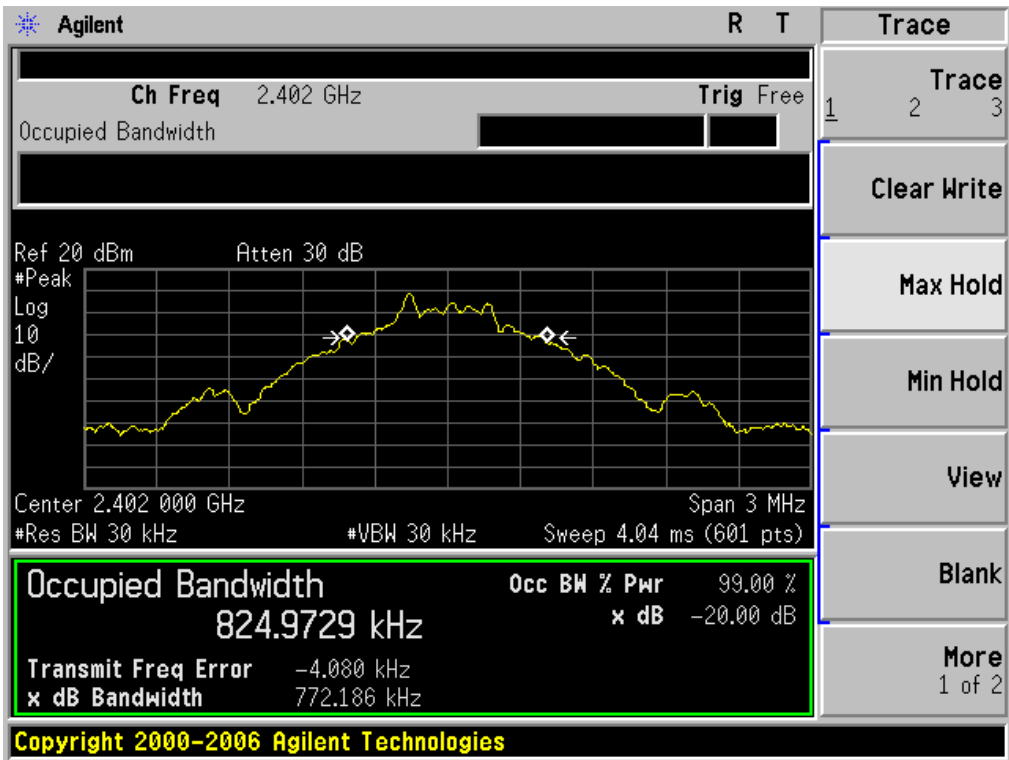 Agilent R T Trace
Ch Freq 2.402 GHz Trig Free
Occupied Bandwidth
Trace
1 2 3
Clear Write
Max Hold
Min Hold
View
Blank
More
1 of 2
Ref 20 dBm Atten 30 dB
#Peak
Log
10
dB/
Center 2.402 000 GHz Span 3 MHz
#Res BW 30 kHz #VBW 30 kHz Sweep 4.04 ms (601 pts)
Occupied Bandwidth Occ BW % Pwr 99.00 %
824.9729 kHz x dB -20.00 dB
Transmit Freq Error -4.080 kHz
x dB Bandwidth 772.186 kHz
Copyright 2000-2006 Agilent Technologies